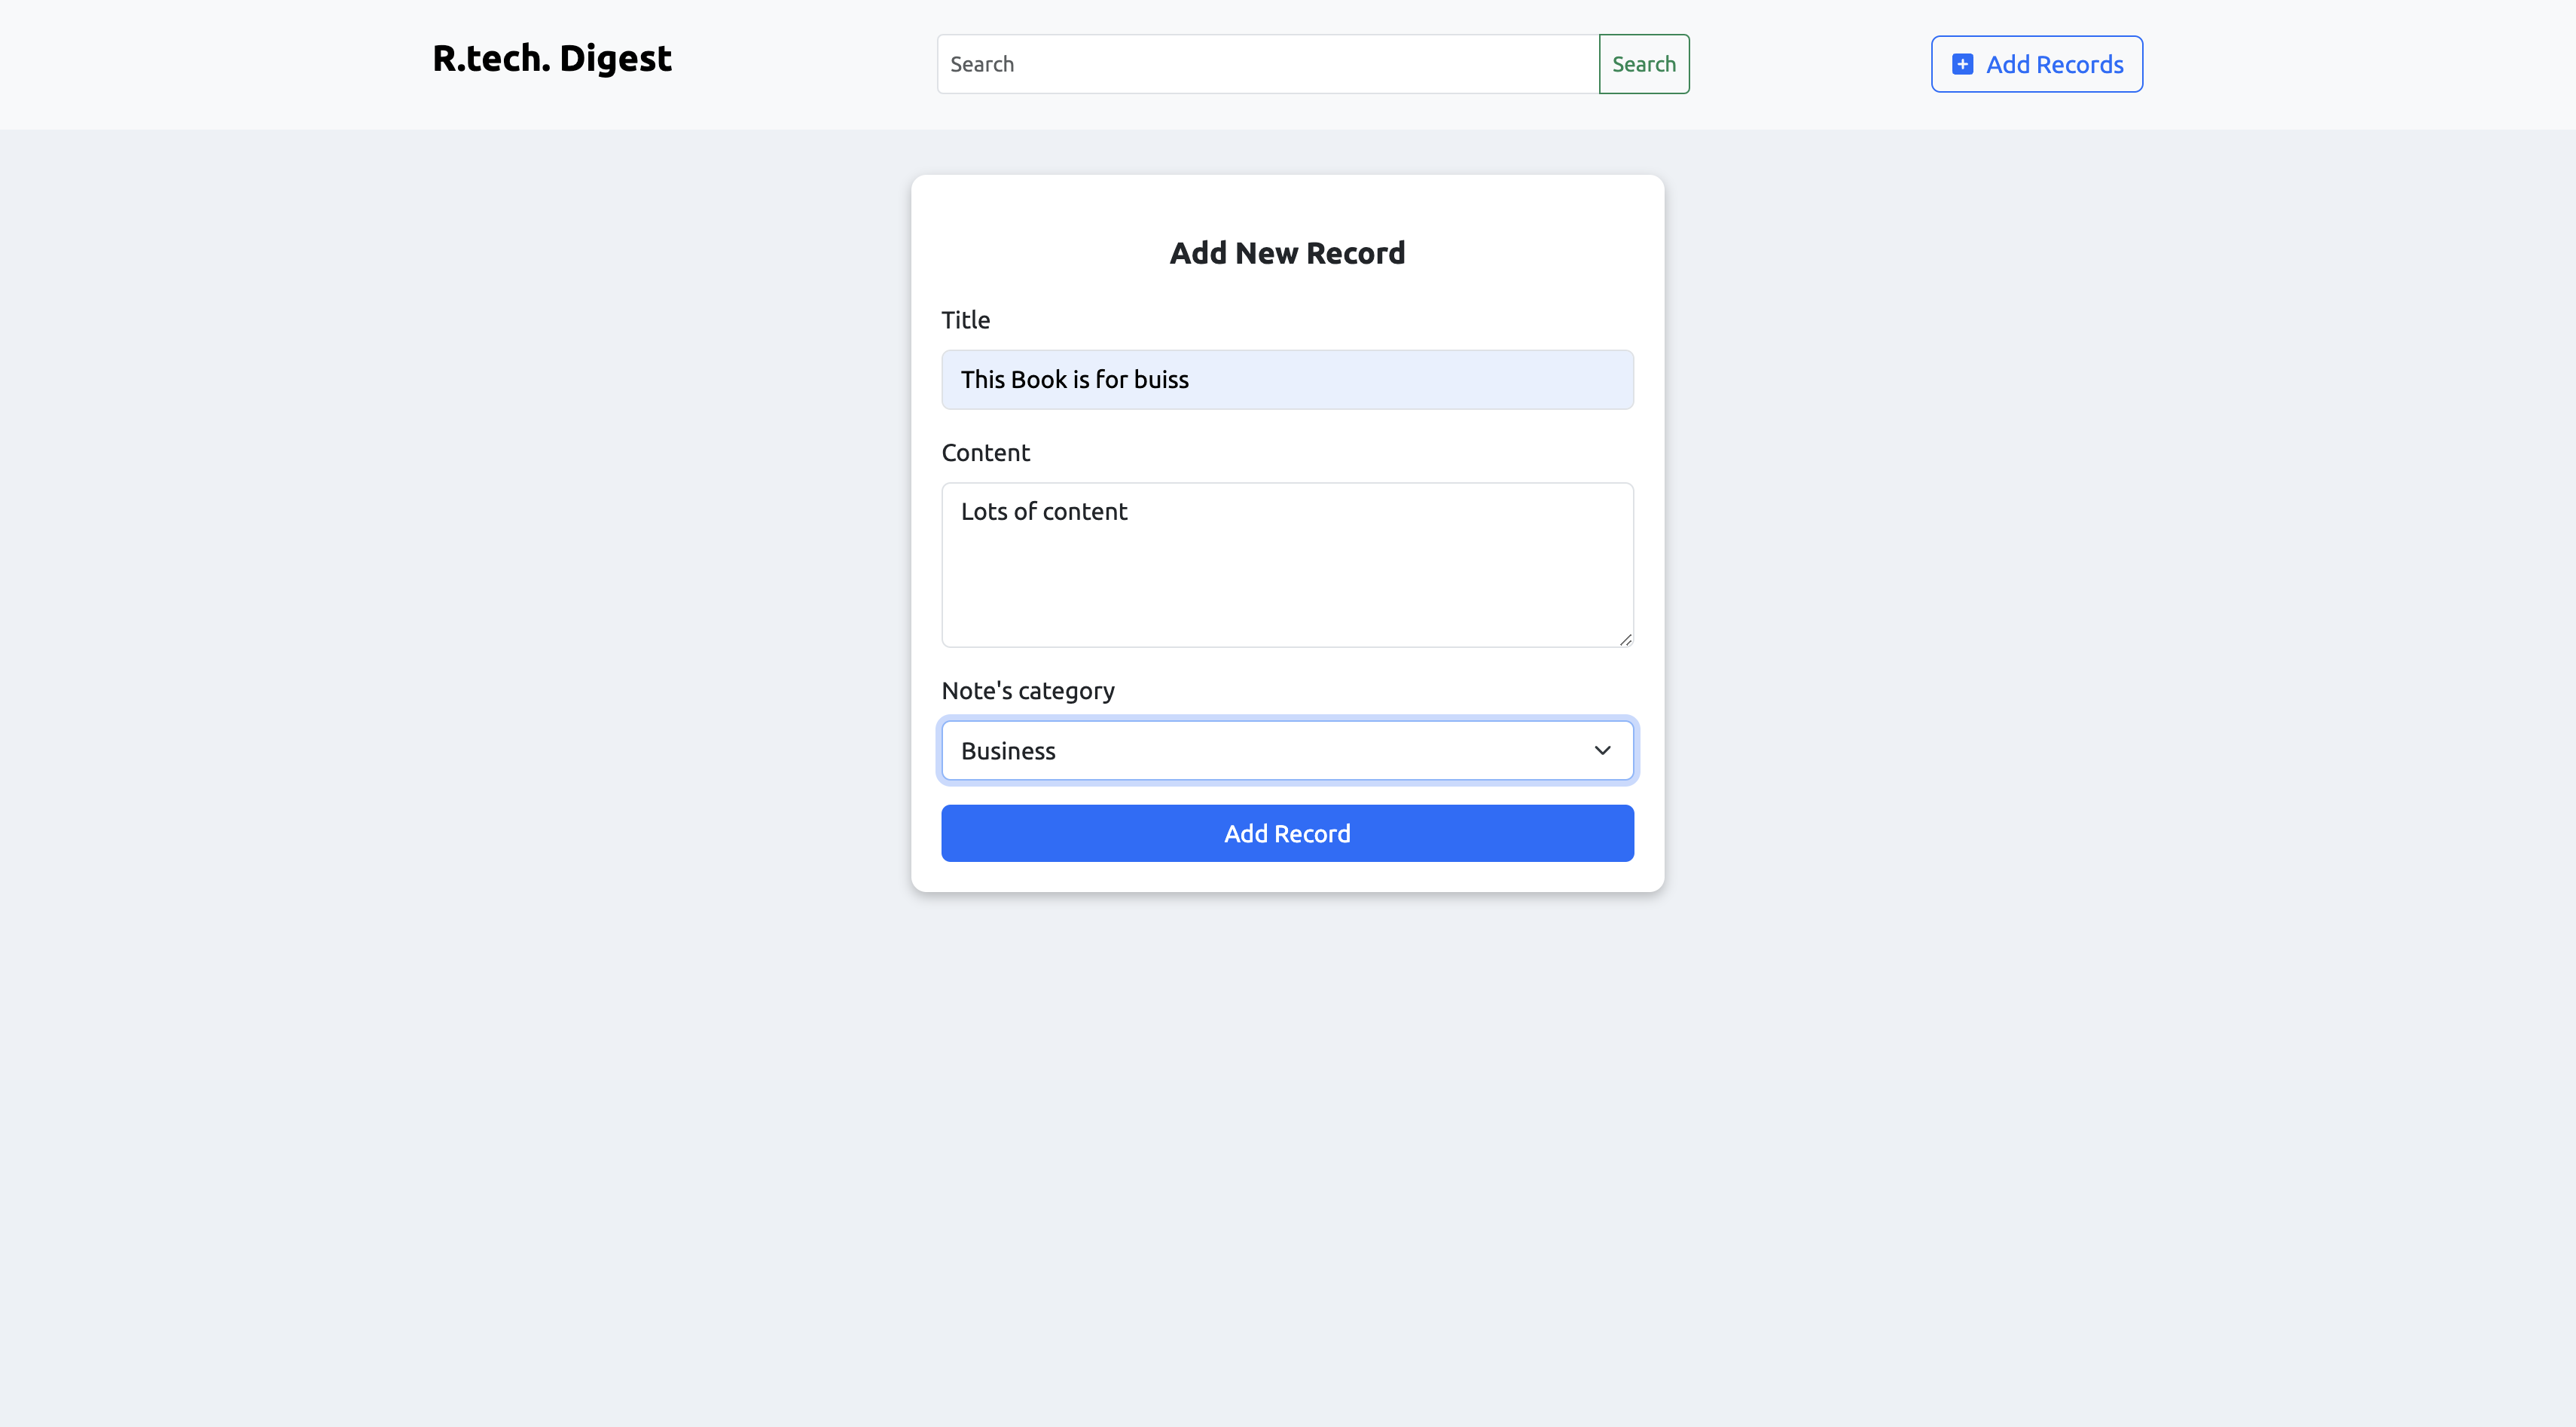 R.tech. Digest
Search
Search
Add Records
Add New Record
Title
This Book is for buiss
Content
Lots of content
Note's category
Business
Add Record